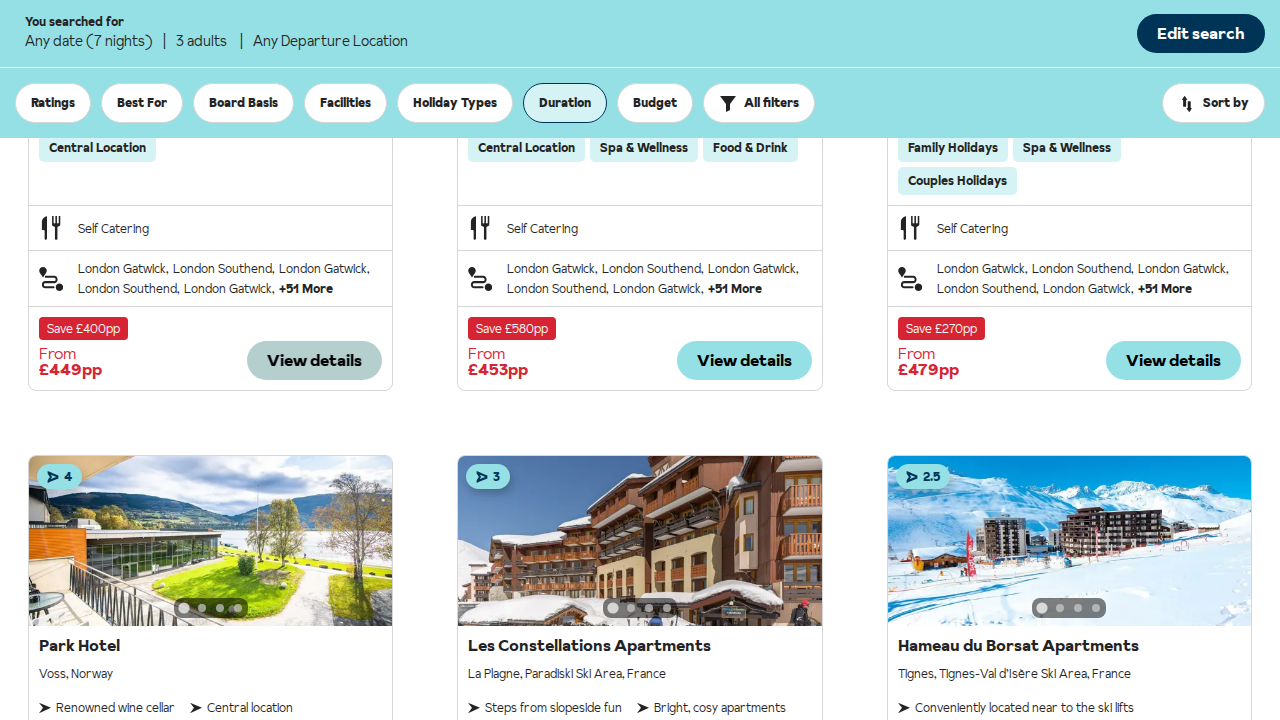 You searched for
Any date (7 nights) | 3 adults | Any Departure Location
Edit search
Ratings
Best For
Board Basis
Facilities
Holiday Types
Duration
Budget
All filters
Sort by
Central Location
Central Location
Spa & Wellness
Food & Drink
Family Holidays
Spa & Wellness
Couples Holidays
Self Catering
Self Catering
Self Catering
London Gatwick, London Southend, London Gatwick,
London Southend, London Gatwick, +51 More
London Gatwick, London Southend, London Gatwick,
London Southend, London Gatwick, +51 More
London Gatwick, London Southend, London Gatwick,
London Southend, London Gatwick, +51 More
Save £400pp
From
£449pp
View details
Save £580pp
From
£453pp
View details
Save £270pp
From
£479pp
View details
4
Park Hotel
Voss, Norway
Renowned wine cellar
Central location
3
Les Constellations Apartments
La Plagne, Paradiski Ski Area, France
Steps from slopeside fun
Bright, cosy apartments
2.5
Hameau du Borsat Apartments
Tignes, Tignes-Val d'Isère Ski Area, France
Conveniently located near to the ski lifts